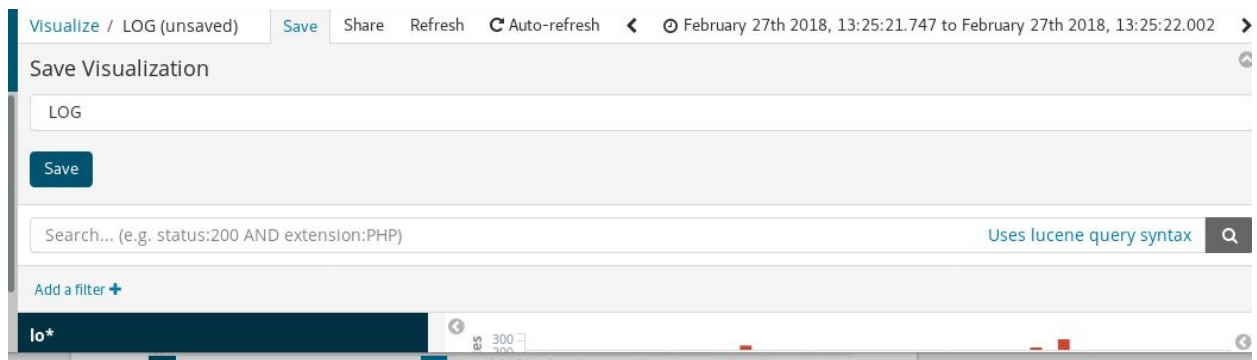 Visualize / LOG (unsaved) Save Share Refresh Auto-refresh February 27th 2018, 13:25:21.747 to February 27th 2018, 13:25:22.002
Save Visualization
LOG
Save
Search... (e.g. status:200 AND extension:PHP) Uses lucene query syntax
Add a filter +
lo*
300